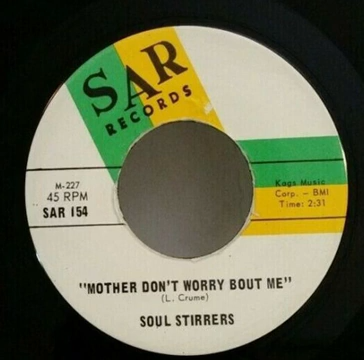 SAR
RECORDS
M-227
45 RPM
SAR 154
Kags Music
Corp. - BMI
Time: 2:31
"MOTHER DON'T WORRY BOUT ME"
(L. Crume)
SOUL STIRRERS